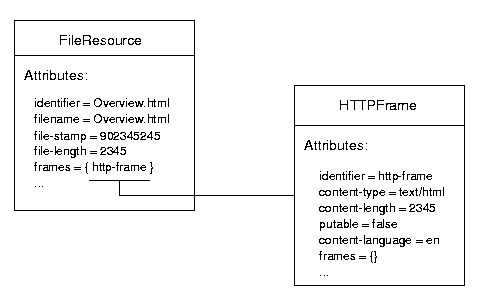 FileResource
Attributes:
identifier = Overview.html
filename = Overview.html
file-stamp = 902345245
file-length = 2345
frames = { http-frame }
...
HTTPFrame
Attributes:
identifier = http-frame
content-type = text/html
content-length = 2345
putable = false
content-language = en
frames = {}
...